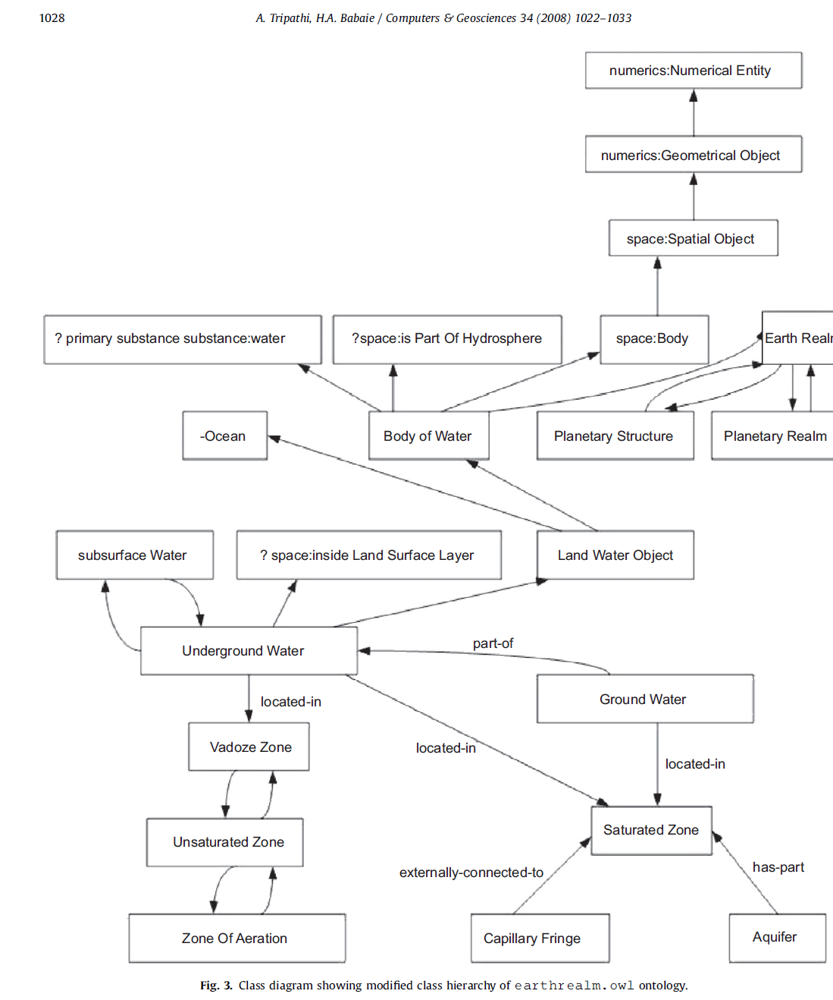 1028
A. Tripathi, H.A. Babaie / Computers & Geosciences 34 (2008) 1022–1033
numerics:Numerical Entity
numerics:Geometrical Object
space:Spatial Object
? primary substance substance:water
?space:is Part Of Hydrosphere
space:Body
Earth Realm
-Ocean
Body of Water
Planetary Structure
Planetary Realm
subsurface Water
? space:inside Land Surface Layer
Land Water Object
Underground Water
part-of
Ground Water
located-in
Vadoze Zone
located-in
located-in
Unsaturated Zone
Saturated Zone
externally-connected-to
has-part
Zone Of Aeration
Capillary Fringe
Aquifer
Fig. 3. Class diagram showing modified class hierarchy of earthrealm.owl ontology.